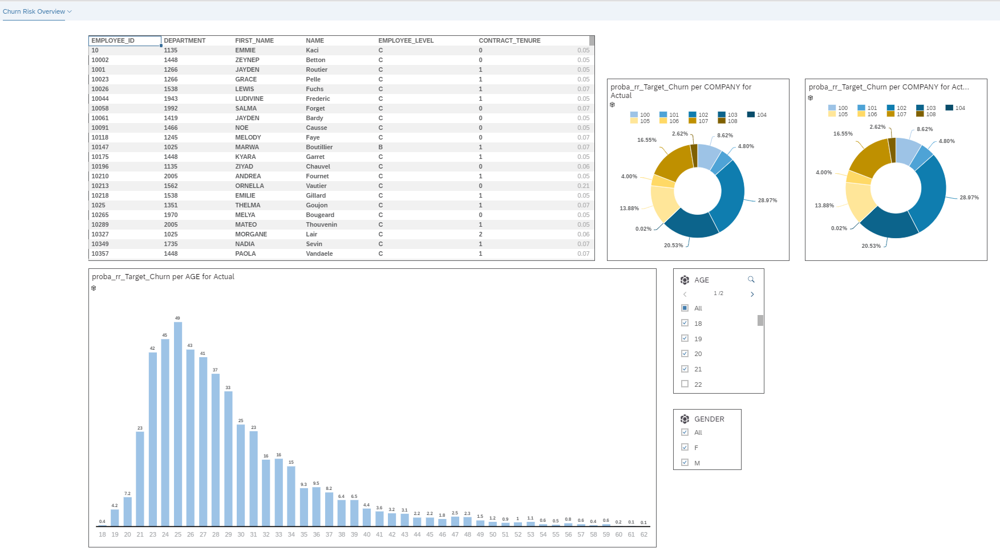 Churn Risk Overview
EMPLOYEE_ID DEPARTMENT FIRST_NAME NAME EMPLOYEE_LEVEL CONTRACT_TENURE
10 1135 EMMIE Kaci C 0 0.05
10002 1448 ZEYNEP Betton C 0 0.05
1001 1266 JAYDEN Routier C 1 0.05
10023 1266 GRACE Pelle C 1 0.05
10026 1538 LEWIS Fuchs C 1 0.07
10044 1943 LUDIVINE Frederic C 1 0.05
10058 1992 SALMA Forget C 0 0.07
10061 1419 JAYDEN Bardy C 0 0.05
10091 1466 NOE Causse C 0 0.05
10118 1245 MELODY Faye C 0 0.07
10147 1025 MARWA Boutillier B 1 0.07
10175 1448 KYARA Garret C 1 0.05
10196 1135 ZIYAD Chauvel C 0 0.06
10210 2005 ANDREA Fournet C 1 0.05
10213 1562 ORNELLA Vautier C 0 0.21
10218 1538 EMILIE Gillard C 1 0.05
1025 1351 THELMA Goujon C 1 0.07
10265 1970 MELYA Bougeard C 0 0.05
10289 2005 MATEO Thouvenin C 1 0.05
10327 1025 MORGANE Lair C 2 0.06
10349 1735 NADIA Sevin C 1 0.07
10357 1448 PAOLA Vandaele C 1 0.07
proba_rr_Target_Churn per COMPANY for
Actual
100 101 102 103 104
105 106 107 108
2.62% 8.62%
16.55% 4.80%
4.00%
28.97%
13.88%
0.02%
20.53%
proba_rr_Target_Churn per COMPANY for Act...
100 101 102 103 104
105 106 107 108
2.62% 8.62%
16.55% 4.80%
4.00%
28.97%
13.88%
0.02%
20.53%
proba_rr_Target_Churn per AGE for Actual
0.4 4.2 7.2 23 42 45 49 43 41 37 33 25 23 16 16 15 9.3 9.5 8.2 6.4 6.5 4.4 3.6 3.2 3.1 2.2 2.2 1.8 2.5 2.3 1.5 1.2 0.9 1 1.1 0.6 0.5 0.8 0.6 0.4 0.6 0.2 0.1 0.1
18 19 20 21 23 24 25 26 27 28 29 30 31 32 33 34 35 36 37 38 39 40 41 42 43 44 45 46 47 48 49 50 51 52 53 54 55 56 57 58 59 60 61 62
AGE
1 /2
All
18
19
20
21
22
GENDER
All
F
M